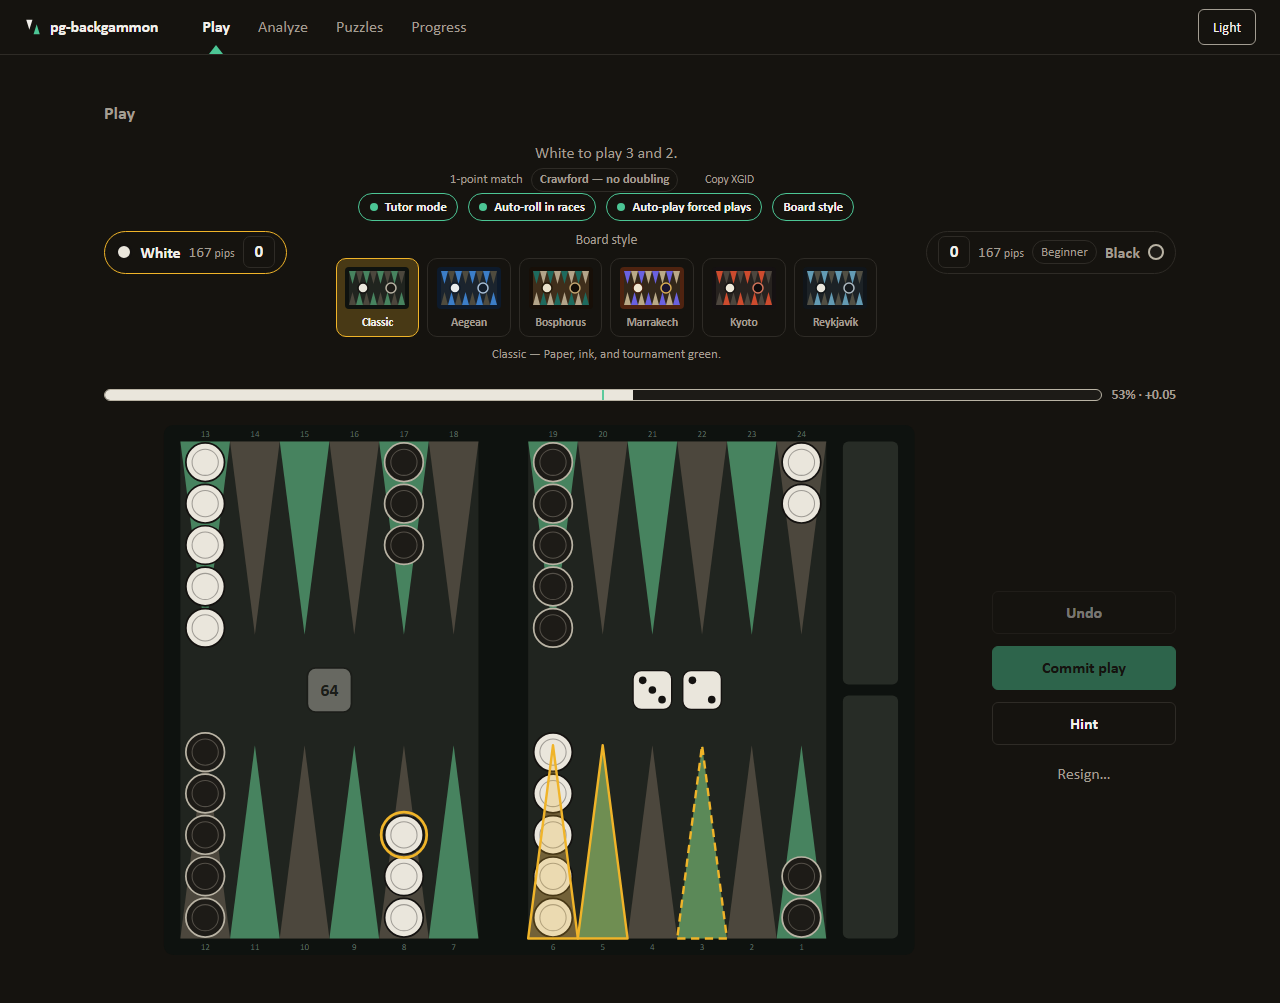 pg-backgammon Play Analyze Puzzles Progress Light
Play
White to play 3 and 2.
1-point match Crawford — no doubling Copy XGID
Tutor mode Auto-roll in races Auto-play forced plays Board style
White 167 pips 0
Board style
0 167 pips Beginner Black
Classic Aegean Bosphorus Marrakech Kyoto Reykjavik
Classic — Paper, ink, and tournament green.
53% · +0.05
13 14 15 16 17 18 19 20 21 22 23 24
64
Undo
Commit play
Hint
Resign...
12 11 10 9 8 7 6 5 4 3 2 1